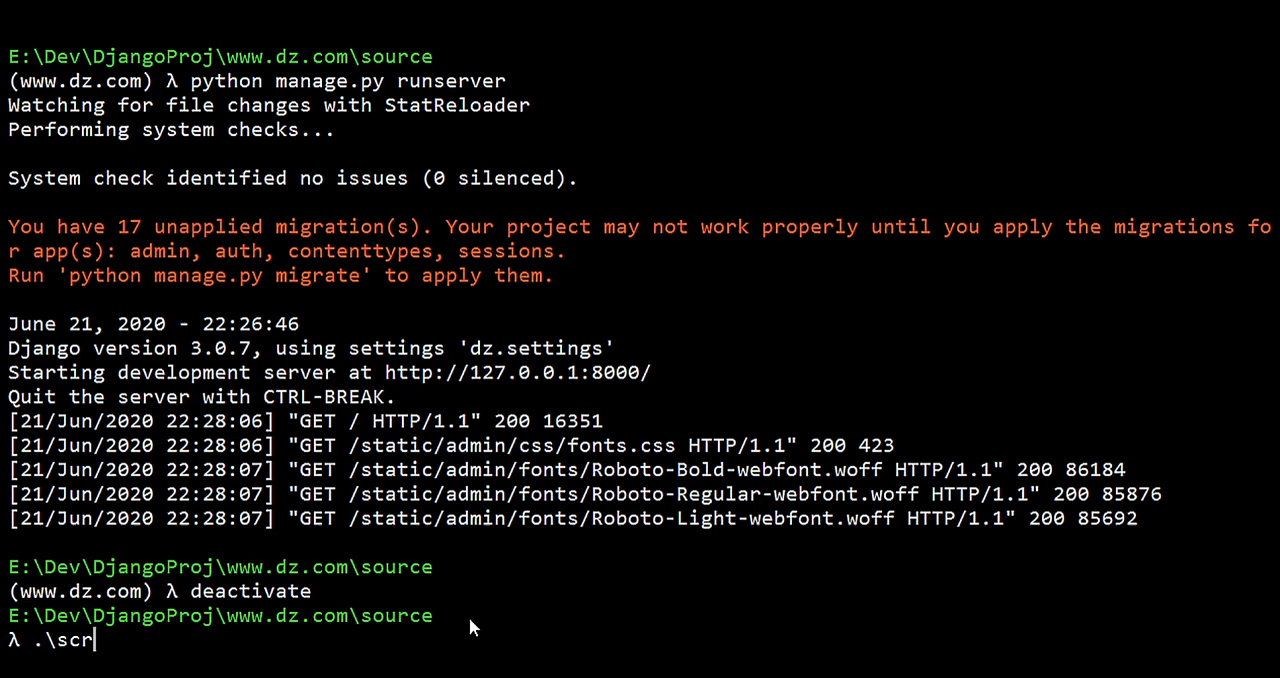 E:\Dev\DjangoProj\www.dz.com\source
(www.dz.com) λ python manage.py runserver
Watching for file changes with StatReloader
Performing system checks...
System check identified no issues (0 silenced).
You have 17 unapplied migration(s). Your project may not work properly until you apply the migrations fo
r app(s): admin, auth, contenttypes, sessions.
Run 'python manage.py migrate' to apply them.
June 21, 2020 - 22:26:46
Django version 3.0.7, using settings 'dz.settings'
Starting development server at http://127.0.0.1:8000/
Quit the server with CTRL-BREAK.
[21/Jun/2020 22:28:06] "GET / HTTP/1.1" 200 16351
[21/Jun/2020 22:28:06] "GET /static/admin/css/fonts.css HTTP/1.1" 200 423
[21/Jun/2020 22:28:07] "GET /static/admin/fonts/Roboto-Bold-webfont.woff HTTP/1.1" 200 86184
[21/Jun/2020 22:28:07] "GET /static/admin/fonts/Roboto-Regular-webfont.woff HTTP/1.1" 200 85876
[21/Jun/2020 22:28:07] "GET /static/admin/fonts/Roboto-Light-webfont.woff HTTP/1.1" 200 85692
E:\Dev\DjangoProj\www.dz.com\source
(www.dz.com) λ deactivate
E:\Dev\DjangoProj\www.dz.com\source
λ .\scr